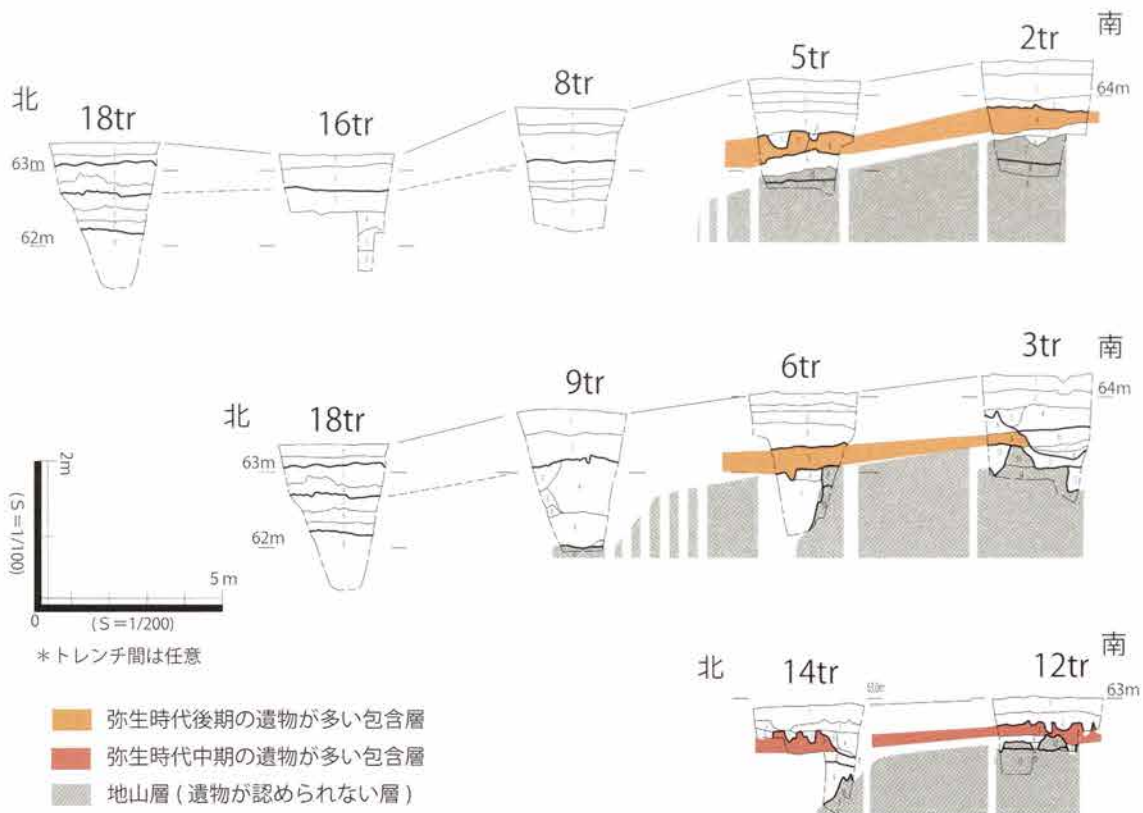 北
18tr
16tr
8tr
5tr
2tr
南
63m
62m
64m
北
18tr
9tr
6tr
3tr
南
63m
62m
64m
2m
(S=1/100)
0
5m
(S=1/200)
*トレンチ間は任意
北
14tr
12tr
南
63.0m
63m
弥生時代後期の遺物が多い包含層
弥生時代中期の遺物が多い包含層
地山層(遺物が認められない層)